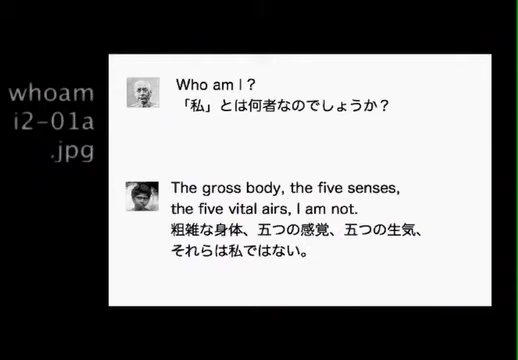 whoam
i2-01a
.jpg
Who am I ?
「私」とは何者なのでしょうか？
The gross body, the five senses,
the five vital airs, I am not.
粗雑な身体、五つの感覚、五つの生気、
それらは私ではない。